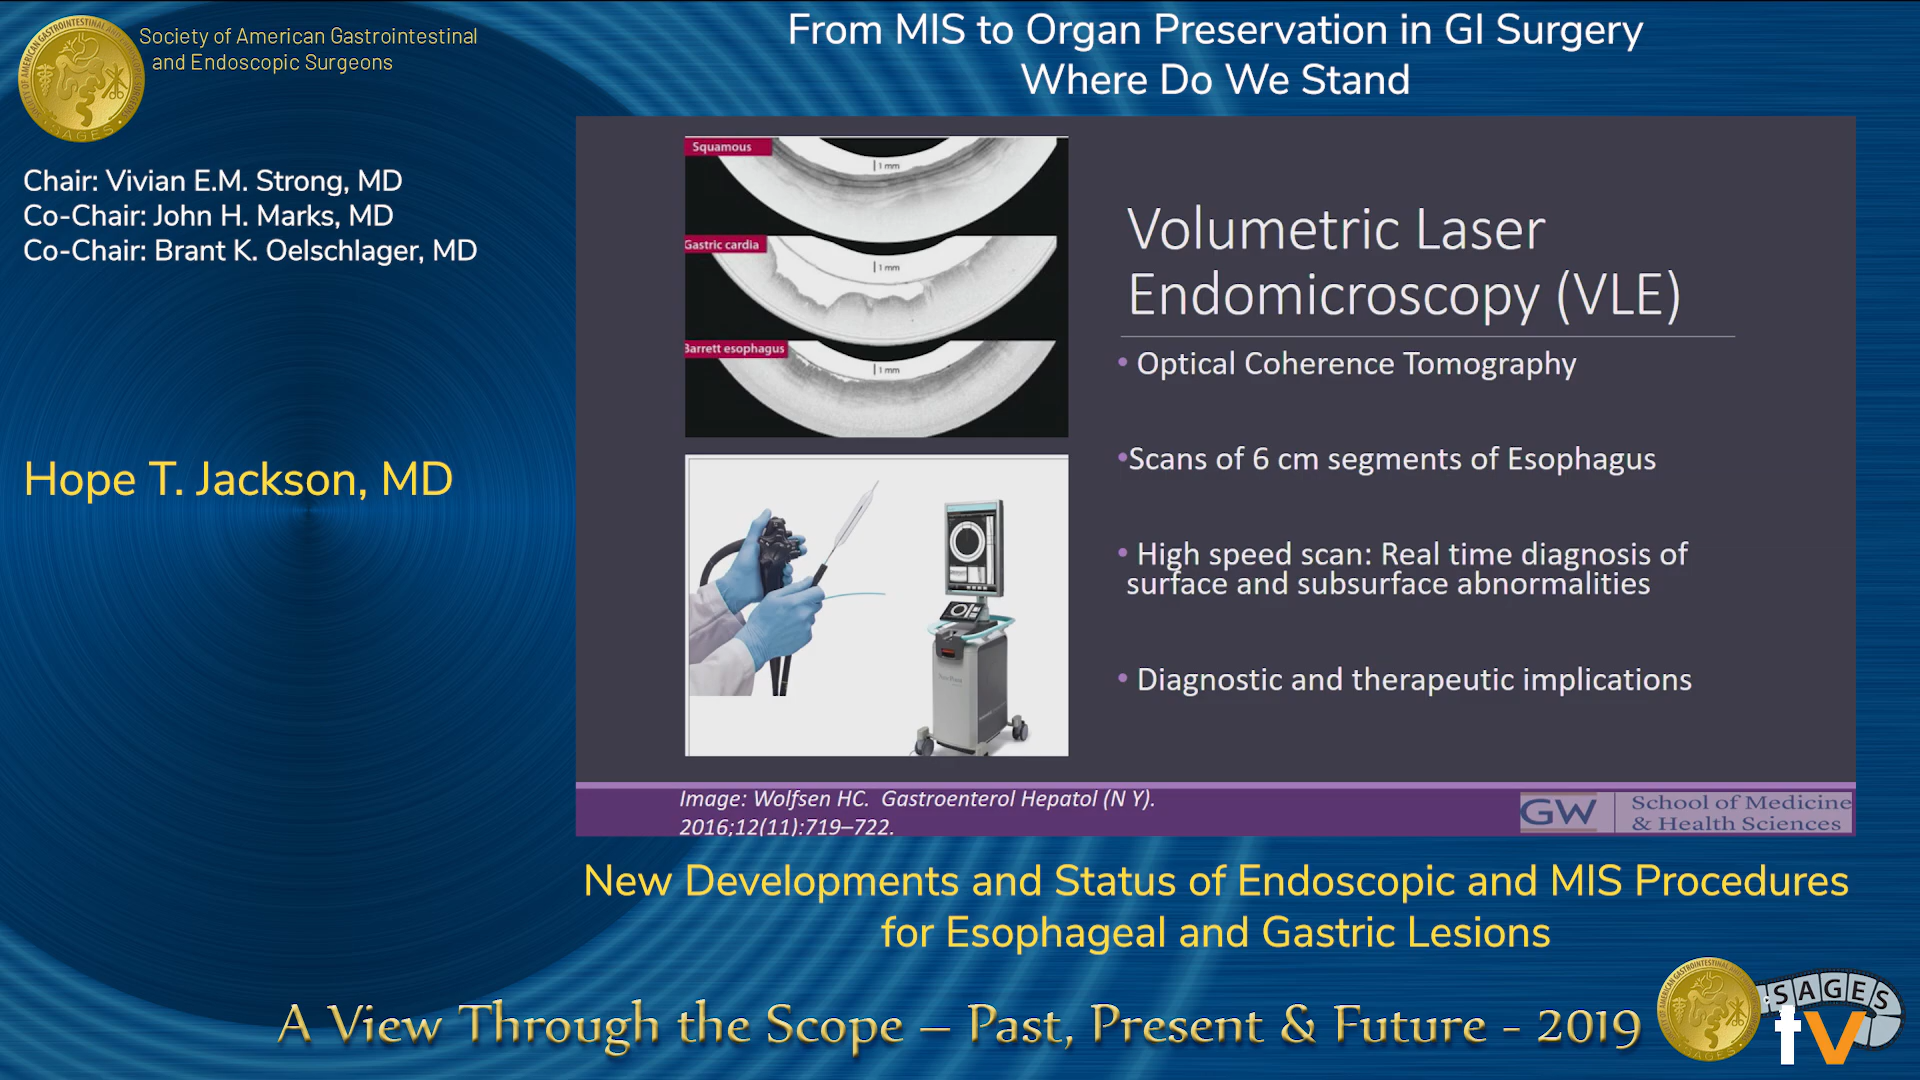 Society of American Gastrointestinal
and Endoscopic Surgeons
From MIS to Organ Preservation in GI Surgery
Where Do We Stand
Chair: Vivian E.M. Strong, MD
Co-Chair: John H. Marks, MD
Co-Chair: Brant K. Oelschlager, MD
Hope T. Jackson, MD
Squamous
1 mm
Gastric cardia
1 mm
Barrett esophagus
1 mm
Volumetric Laser
Endomicroscopy (VLE)
• Optical Coherence Tomography
•Scans of 6 cm segments of Esophagus
• High speed scan: Real time diagnosis of
surface and subsurface abnormalities
• Diagnostic and therapeutic implications
Image: Wolfsen HC. Gastroenterol Hepatol (N Y).
2016;12(11):719–722.
GW
School of Medicine
& Health Sciences
New Developments and Status of Endoscopic and MIS Procedures
for Esophageal and Gastric Lesions
A View Through the Scope – Past, Present & Future - 2019
SAGES
tv